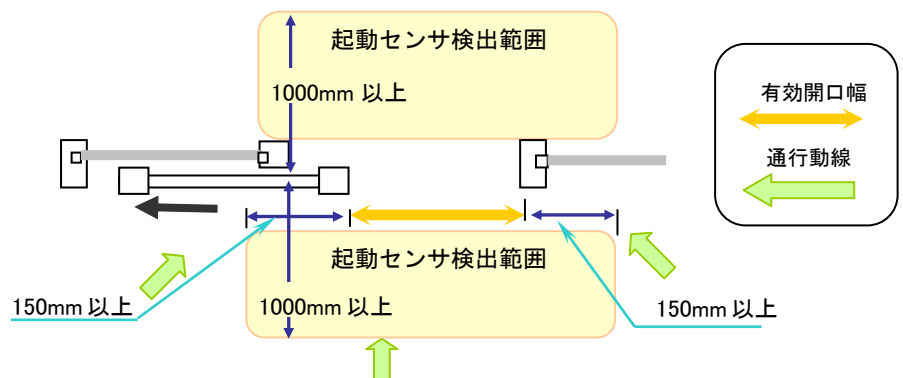 起動センサ検出範囲
1000mm 以上
有効開口幅
通行動線
起動センサ検出範囲
150mm 以上
1000mm 以上
150mm 以上